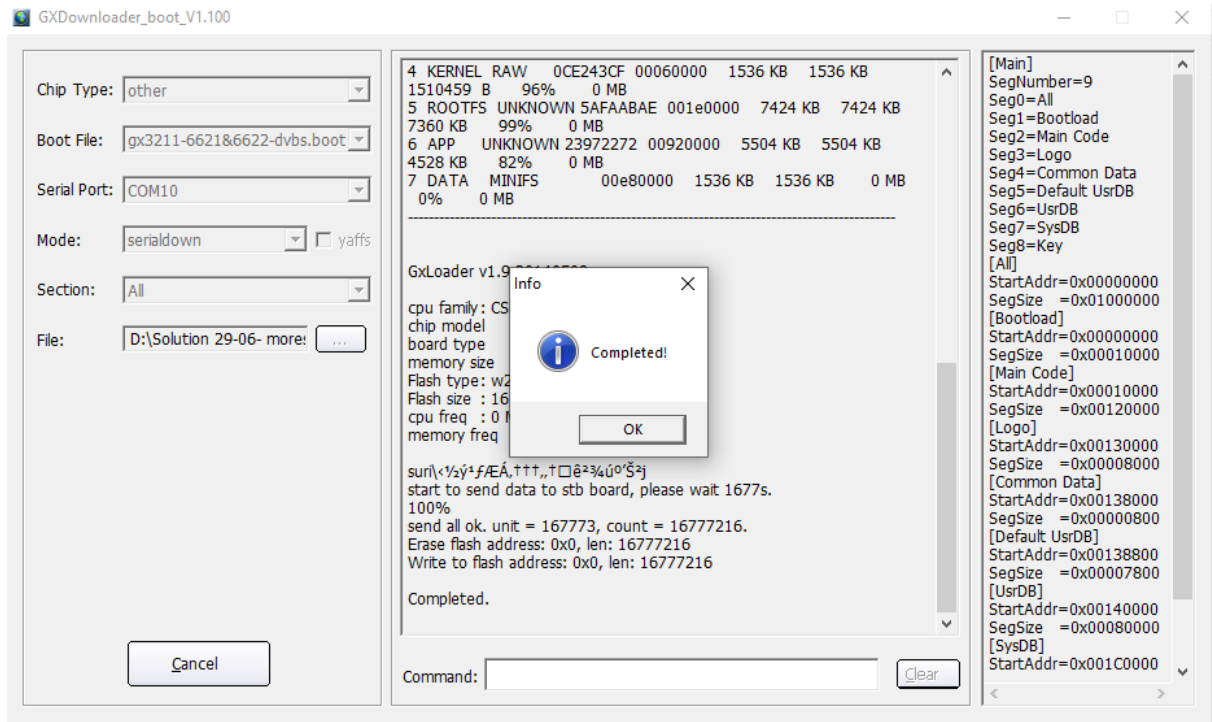 GXDownloader_boot_V1.100
Chip Type: other
Boot File: gx3211-6621&6622-dvbs.boot
Serial Port: COM10
Mode: serialdown yaffs
Section: All
File: D:\Solution 29-06- more: ...
Cancel
4 KERNEL RAW 0CE243CF 00060000 1536 KB 1536 KB
1510459 B 96% 0 MB
5 ROOTFS UNKNOWN 5AFAABAE 001e0000 7424 KB 7424 KB
7360 KB 99% 0 MB
6 APP UNKNOWN 23972272 00920000 5504 KB 5504 KB
4528 KB 82% 0 MB
7 DATA MINIFS 00e80000 1536 KB 1536 KB 0 MB
0% 0 MB
GxLoader v1.9
cpu family : CS
chip model
board type
memory size
Flash type: w2
Flash size : 16
cpu freq : 0
memory freq
start to send data to stb board, please wait 1677s.
100%
send all ok. unit = 167773, count = 16777216.
Erase flash address: 0x0, len: 16777216
Write to flash address: 0x0, len: 16777216
Completed.
Info
Completed!
OK
Command:
Clear
[Main]
SegNumber=9
Seg0=All
Seg1=Bootload
Seg2=Main Code
Seg3=Logo
Seg4=Common Data
Seg5=Default UsrDB
Seg6=UsrDB
Seg7=SysDB
Seg8=Key
[All]
StartAddr=0x00000000
SegSize =0x01000000
[Bootload]
StartAddr=0x00000000
SegSize =0x00010000
[Main Code]
StartAddr=0x00010000
SegSize =0x00120000
[Logo]
StartAddr=0x00130000
SegSize =0x00008000
[Common Data]
StartAddr=0x00138000
SegSize =0x00000800
[Default UsrDB]
StartAddr=0x00138800
SegSize =0x00007800
[UsrDB]
StartAddr=0x00140000
SegSize =0x00080000
[SysDB]
StartAddr=0x001C0000